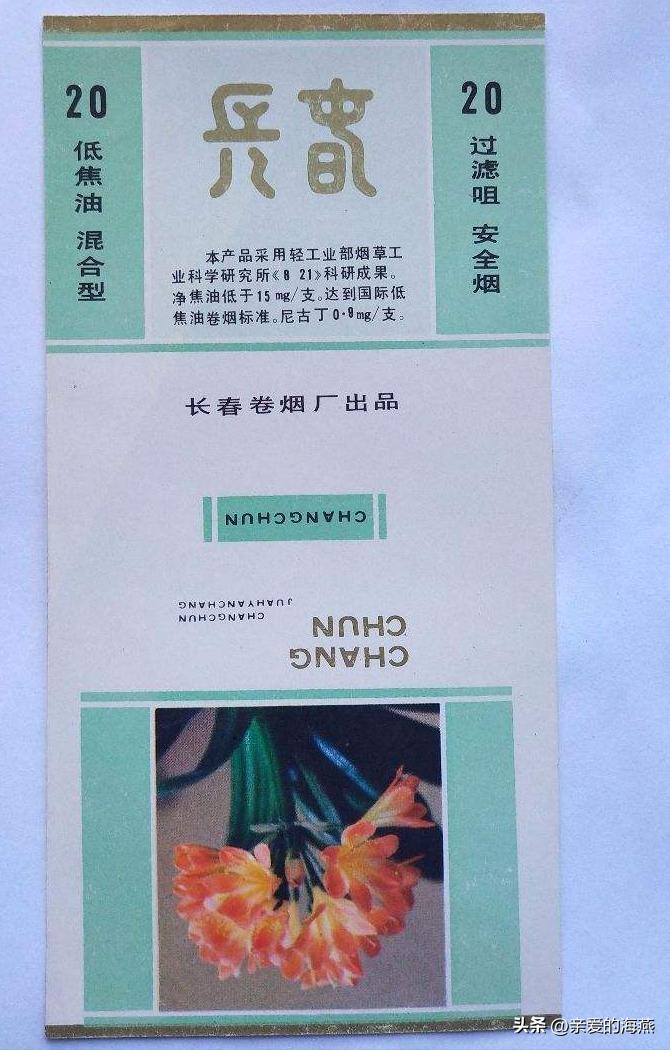 20
低焦油 混合型
长春
20
过滤咀 安全烟
本产品采用轻工业部烟草工
业科学研究所《8 21》科研成果。
净焦油低于15mg/支。达到国际低
焦油卷烟标准。尼古丁0·9mg/支。
长春卷烟厂出品
CHANGCHUN
CHANG
CHUN
CHANGCHUN
JUAHYANCHANG
头条 @亲爱的海燕